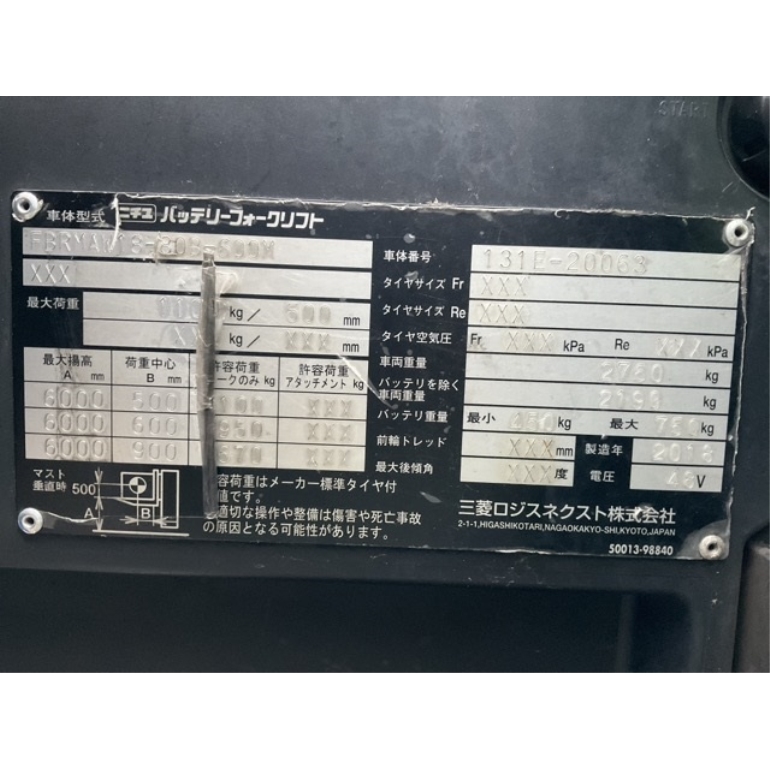 START
車体型式 ニチユ バッテリーフォークリフト
XXX
最大荷重 kg/ 500 mm
kg/ XXX mm
最大揚高 A mm 荷重中心 B mm 許容荷重 kg 許容荷重 アタッチメント kg
6000 500 XXX
6000 600 XXX
6000 800 XXX
マスト垂直時 500
A B
容荷重はメーカー標準タイヤ付
値です。
適切な操作や整備は傷害や死亡事故
の原因となる可能性があります。
車体番号 131E-20063
タイヤサイズ Fr XXX
タイヤサイズ Re XXX
タイヤ空気圧 Fr XXX kPa Re kPa
車両重量 kg
バッテリを除く車両重量 kg
バッテリ重量 最小 kg 最大 kg
前輪トレッド XXX mm 製造年
最大後傾角 XXX 度 電圧 48 V
三菱ロジスネクスト株式会社
2-1-1,HIGASHIKOTARI,NAGAOKAKYO-SHI,KYOTO,JAPAN
50013-98840